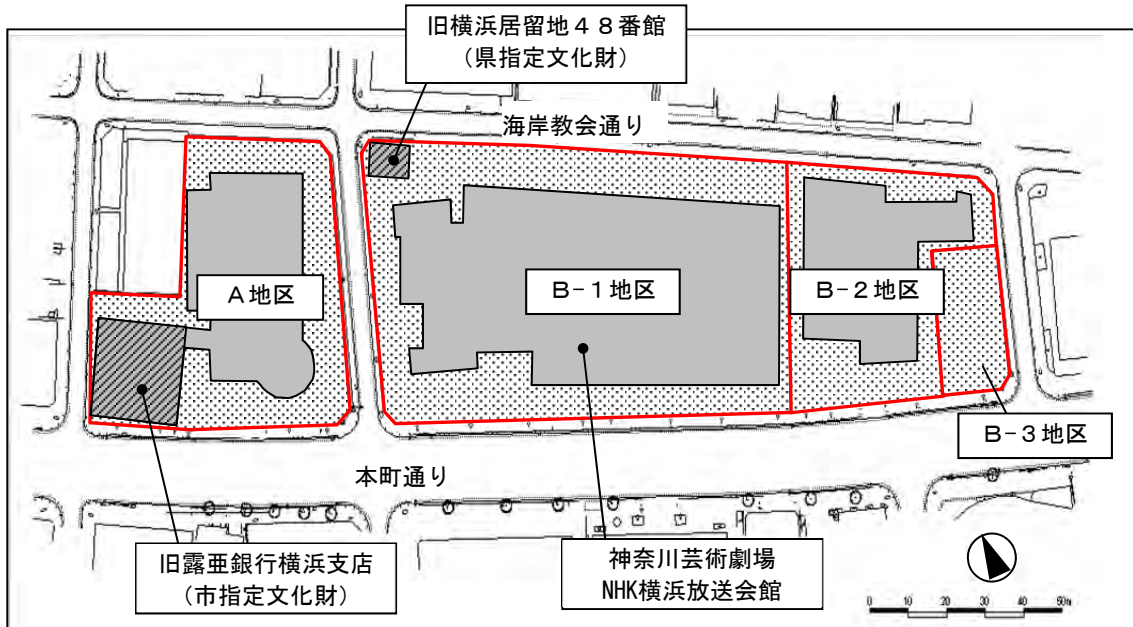 旧横浜居留地４８番館
(県指定文化財)
海岸教会通り
A地区
B-1地区
B-2地区
B-3地区
本町通り
旧露亜銀行横浜支店
(市指定文化財)
神奈川芸術劇場
NHK横浜放送会館
0 10 20 30 40 50m